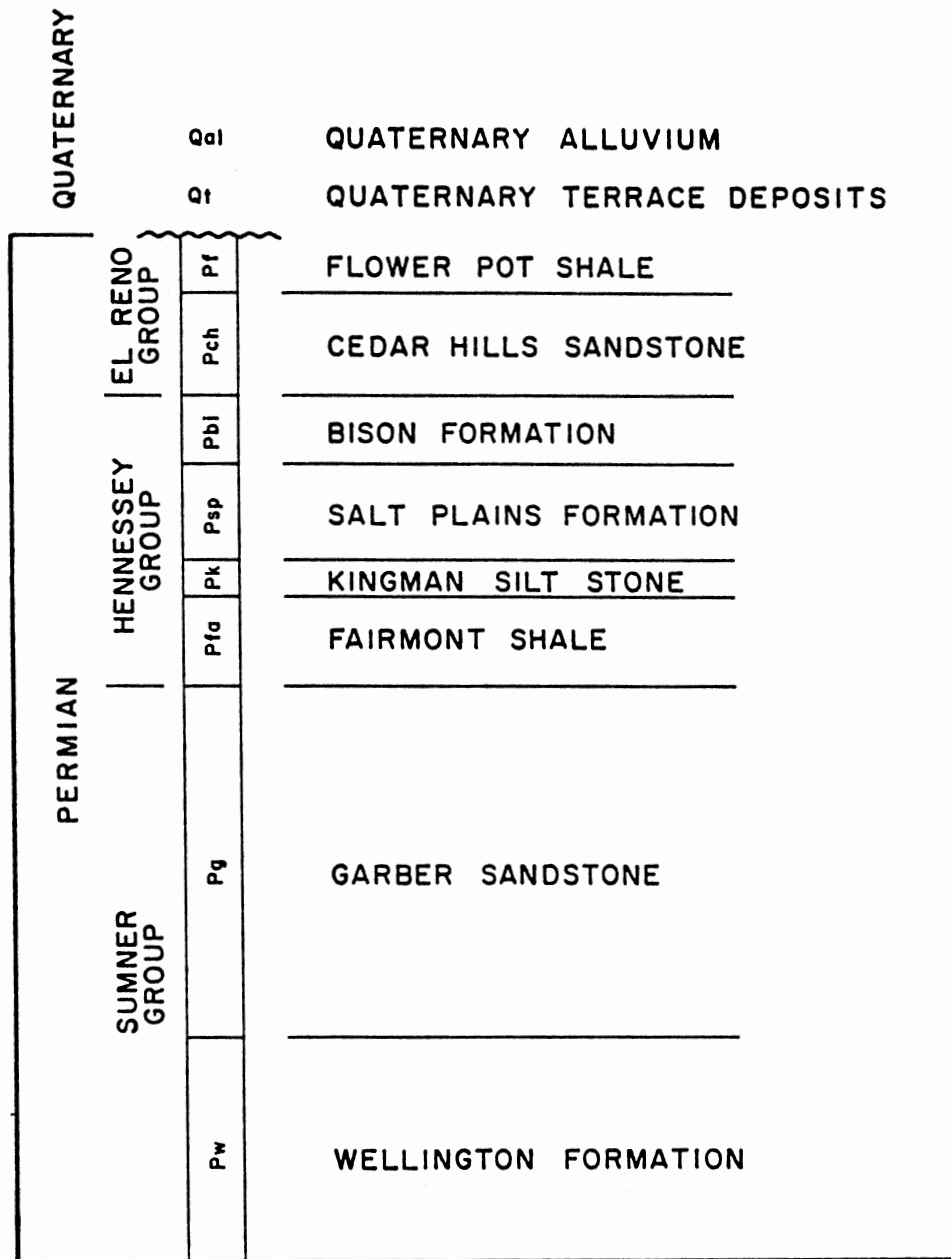 QUATERNARY
Qal QUATERNARY ALLUVIUM
Qt QUATERNARY TERRACE DEPOSITS
PERMIAN
EL RENO
GROUP
Pf FLOWER POT SHALE
Pch CEDAR HILLS SANDSTONE
HENNESSEY
GROUP
Pbi BISON FORMATION
Psp SALT PLAINS FORMATION
Pk KINGMAN SILT STONE
Pfa FAIRMONT SHALE
SUMNER
GROUP
Pg GARBER SANDSTONE
Pw WELLINGTON FORMATION